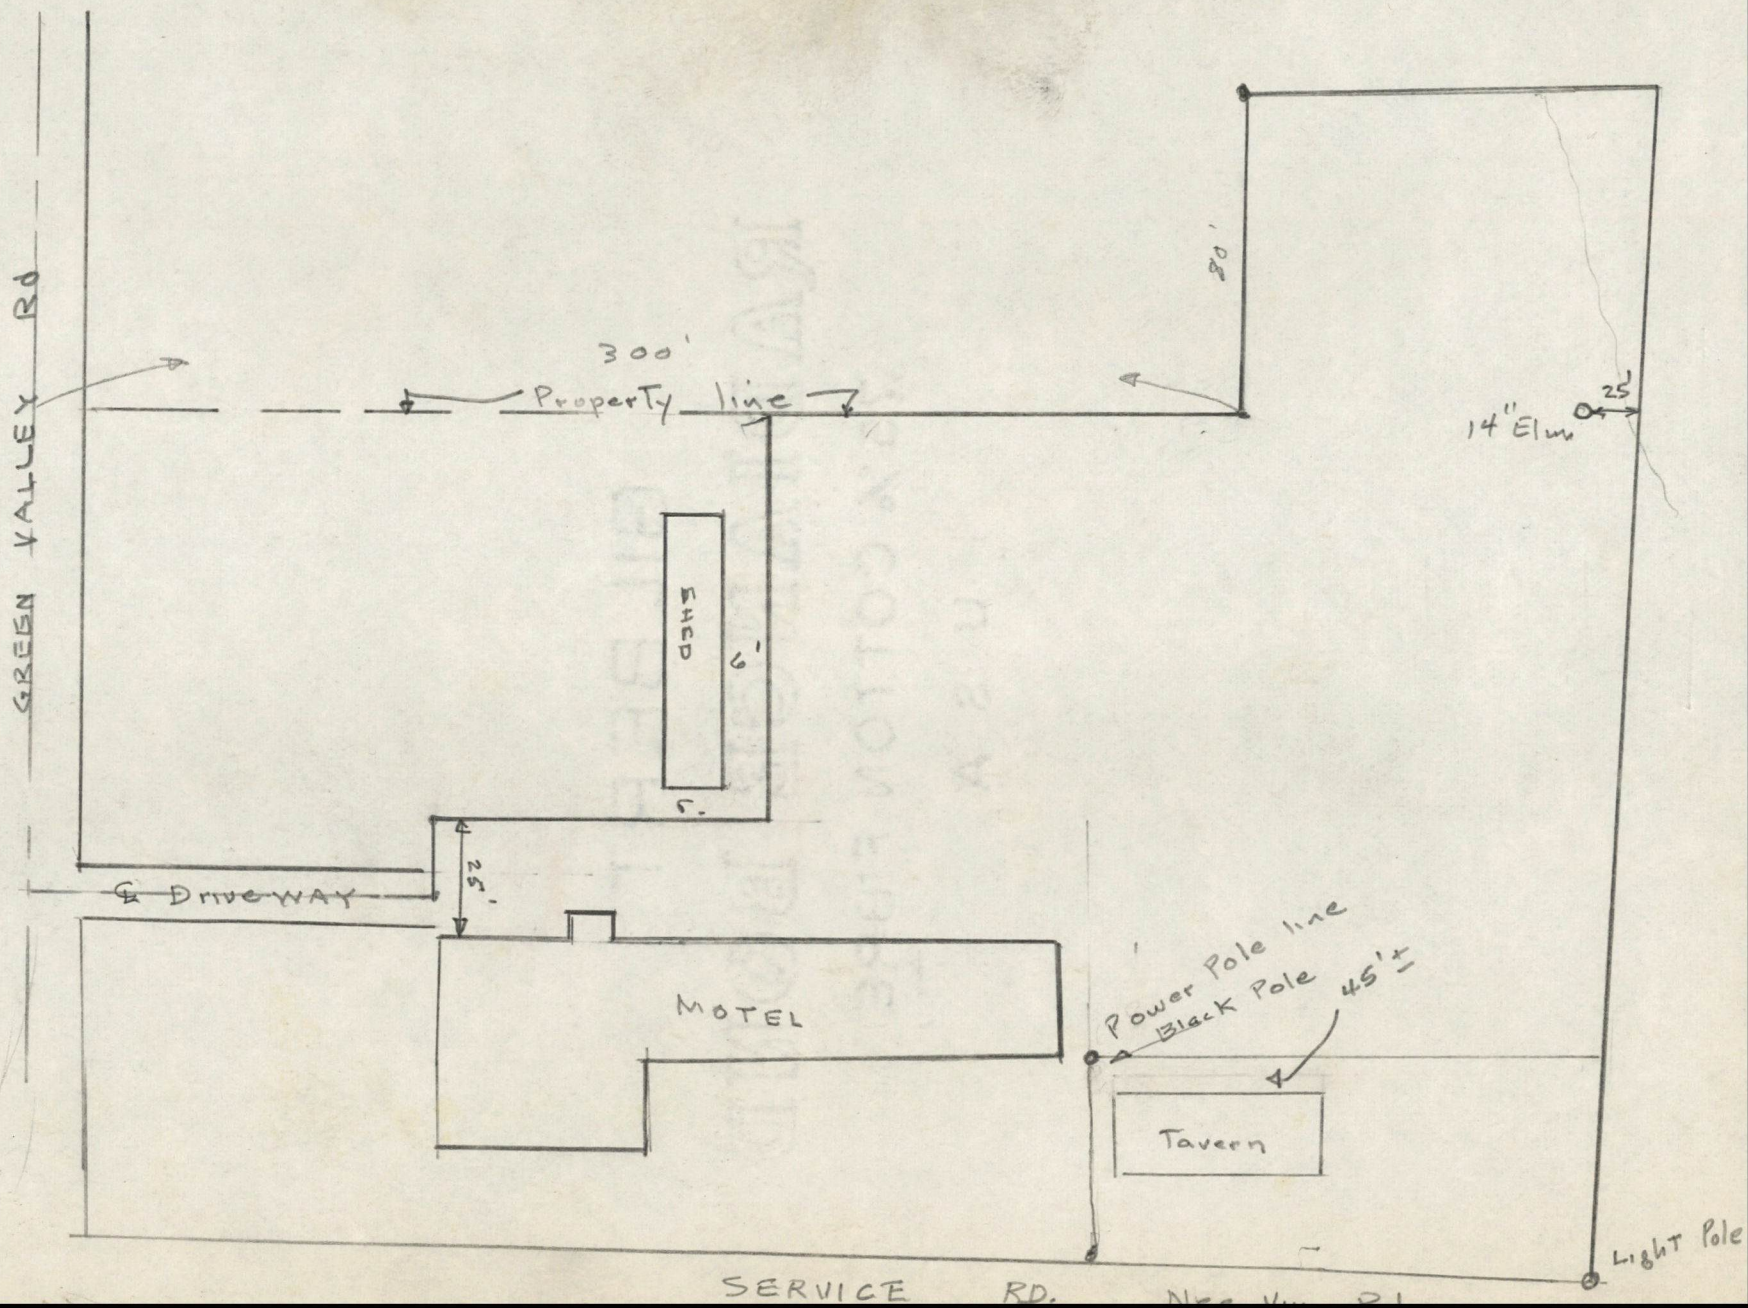 80'
300'
Property line
25'
14" Elm
GREEN VALLEY Rd
SHED
6'
5'
25'
℄ DriveWAY
MOTEL
Power Pole line
Black Pole
45'±
Tavern
Light Pole
SERVICE RD.